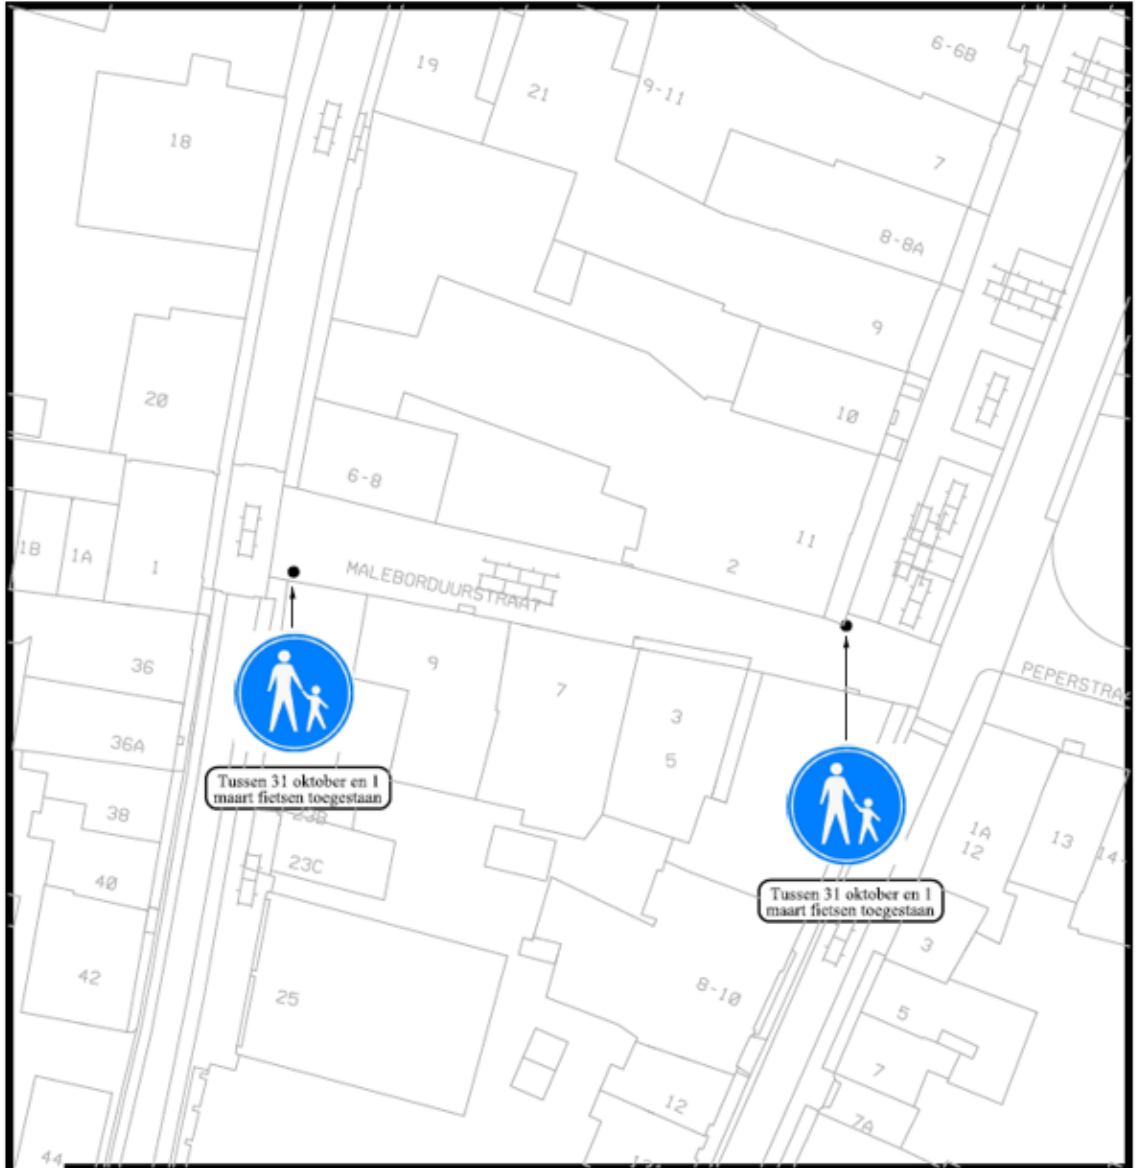 6-6B
19
21
9-11
18
7
8-8A
9
20
10
6-8
11
1B
1A
1
2
MALEBORDUURSTRAAT
36
9
7
3
PEPERSTRA
36A
5
Tussen 31 oktober en 1
maart fietsen toegestaan
38
23B
1A
12
13
14-
23C
40
Tussen 31 oktober en 1
maart fietsen toegestaan
42
25
8-10
3
5
7
12
7A
44